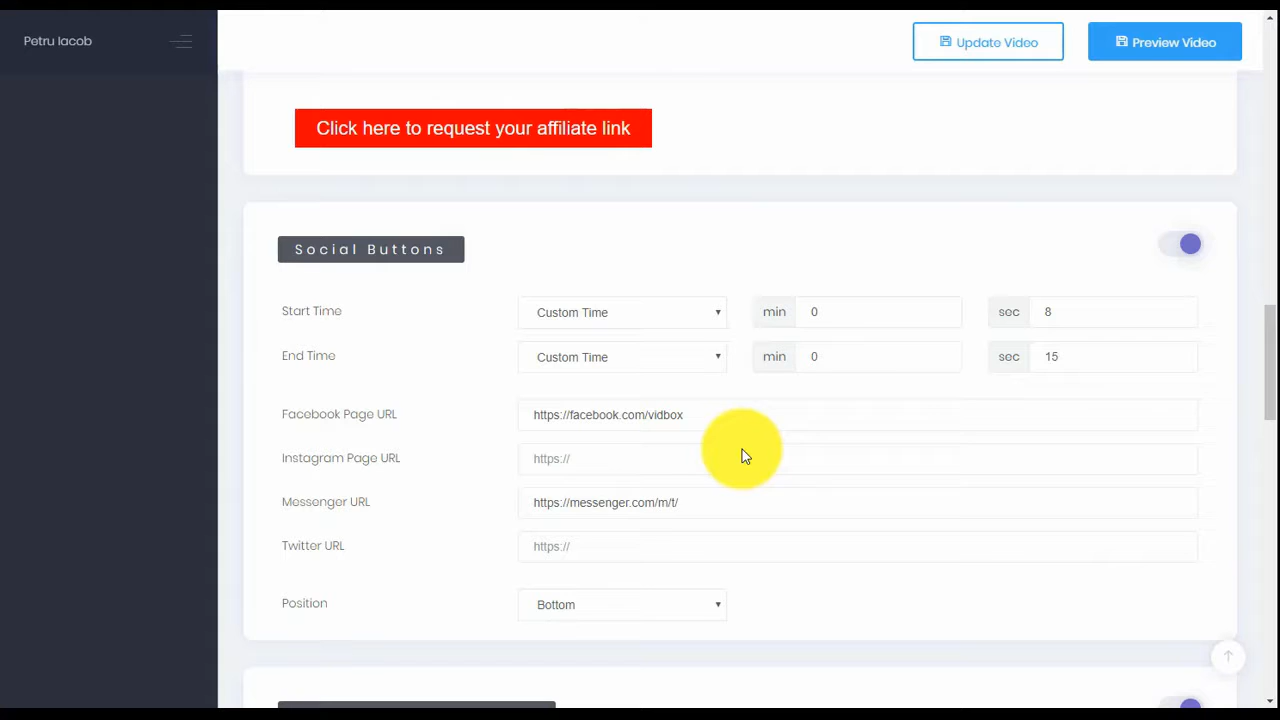 Petru Iacob
Update Video
Preview Video
Click here to request your affiliate link
Social Buttons
Start Time Custom Time min 0 sec 8
End Time Custom Time min 0 sec 15
Facebook Page URL https://facebook.com/vidbox
Instagram Page URL https://
Messenger URL https://messenger.com/m/t/
Twitter URL https://
Position Bottom